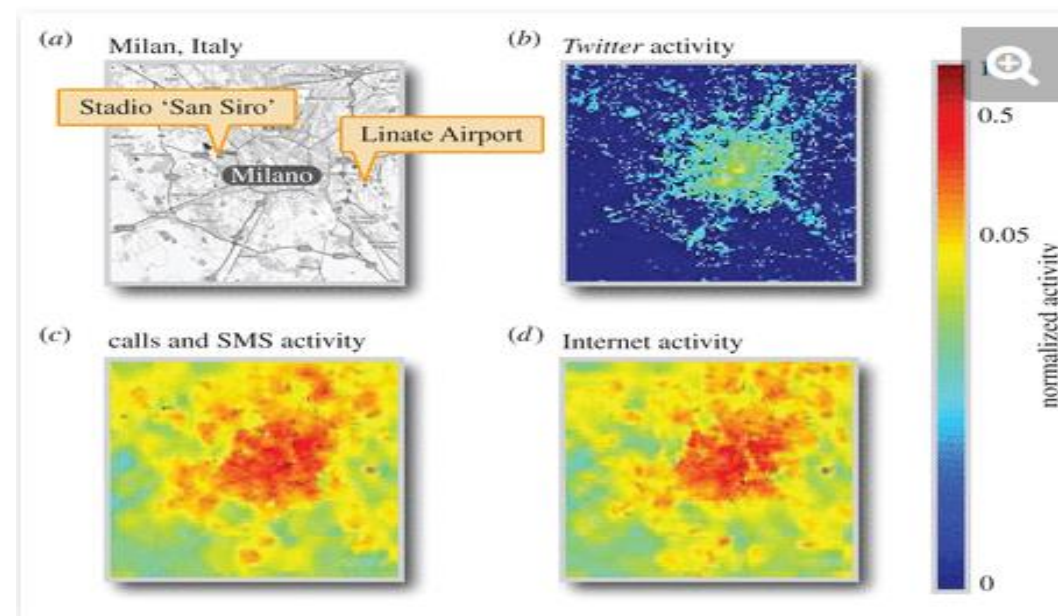 (a) Milan, Italy
Stadio ‘San Siro’
Linate Airport
Milano
(b) Twitter activity
(c) calls and SMS activity
(d) Internet activity
0.5
0.05
0
normalized activity